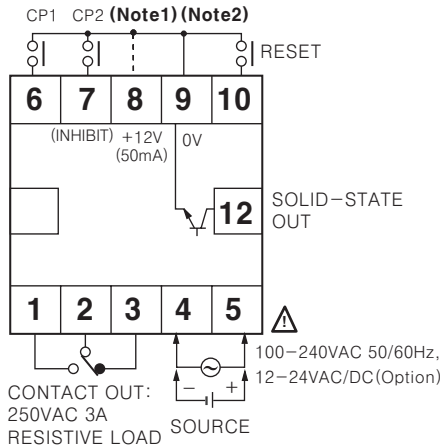 CP1 CP2 (Note1) (Note2)
RESET
6 7 8 9 10
(INHIBIT) +12V 0V
(50mA)
12
SOLID-STATE
OUT
1 2 3 4 5
!
100-240VAC 50/60Hz,
12-24VAC/DC(Option)
- +
CONTACT OUT:
250VAC 3A
RESISTIVE LOAD
SOURCE